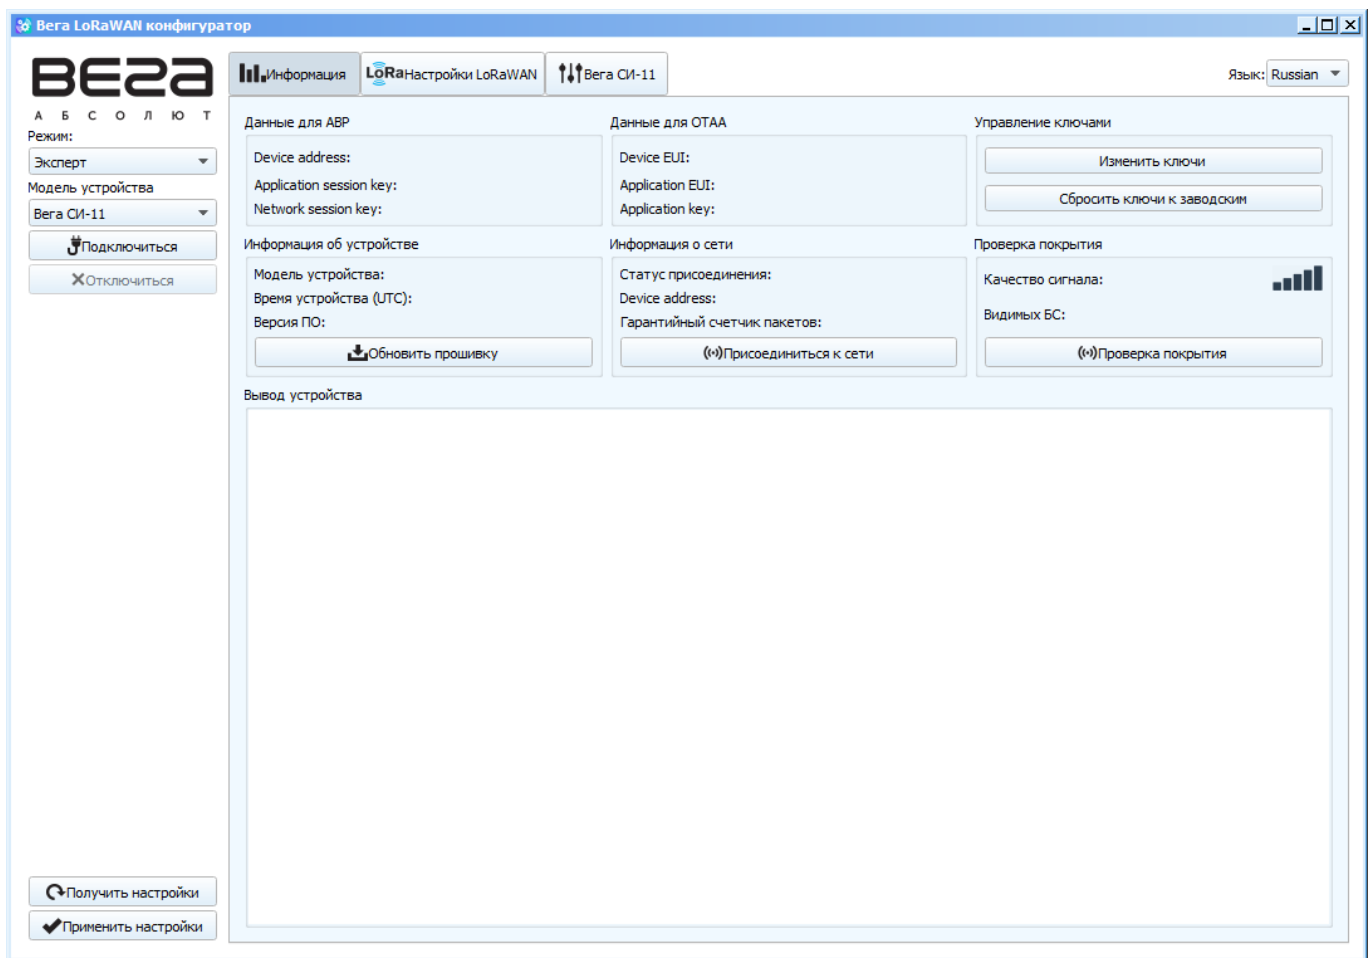 Вега LoRaWAN конфигуратор
ВЕГА
АБСОЛЮТ
Режим:
Эксперт
Модель устройства
Вега СИ-11
Подключиться
Отключиться
Получить настройки
Применить настройки
Информация
LoRa Настройки LoRaWAN
Вега СИ-11
Язык: Russian
Данные для ABP
Device address:
Application session key:
Network session key:
Данные для OTAA
Device EUI:
Application EUI:
Application key:
Управление ключами
Изменить ключи
Сбросить ключи к заводским
Информация об устройстве
Модель устройства:
Время устройства (UTC):
Версия ПО:
Обновить прошивку
Информация о сети
Статус присоединения:
Device address:
Гарантийный счетчик пакетов:
Присоединиться к сети
Проверка покрытия
Качество сигнала:
Видимых БС:
Проверка покрытия
Вывод устройства